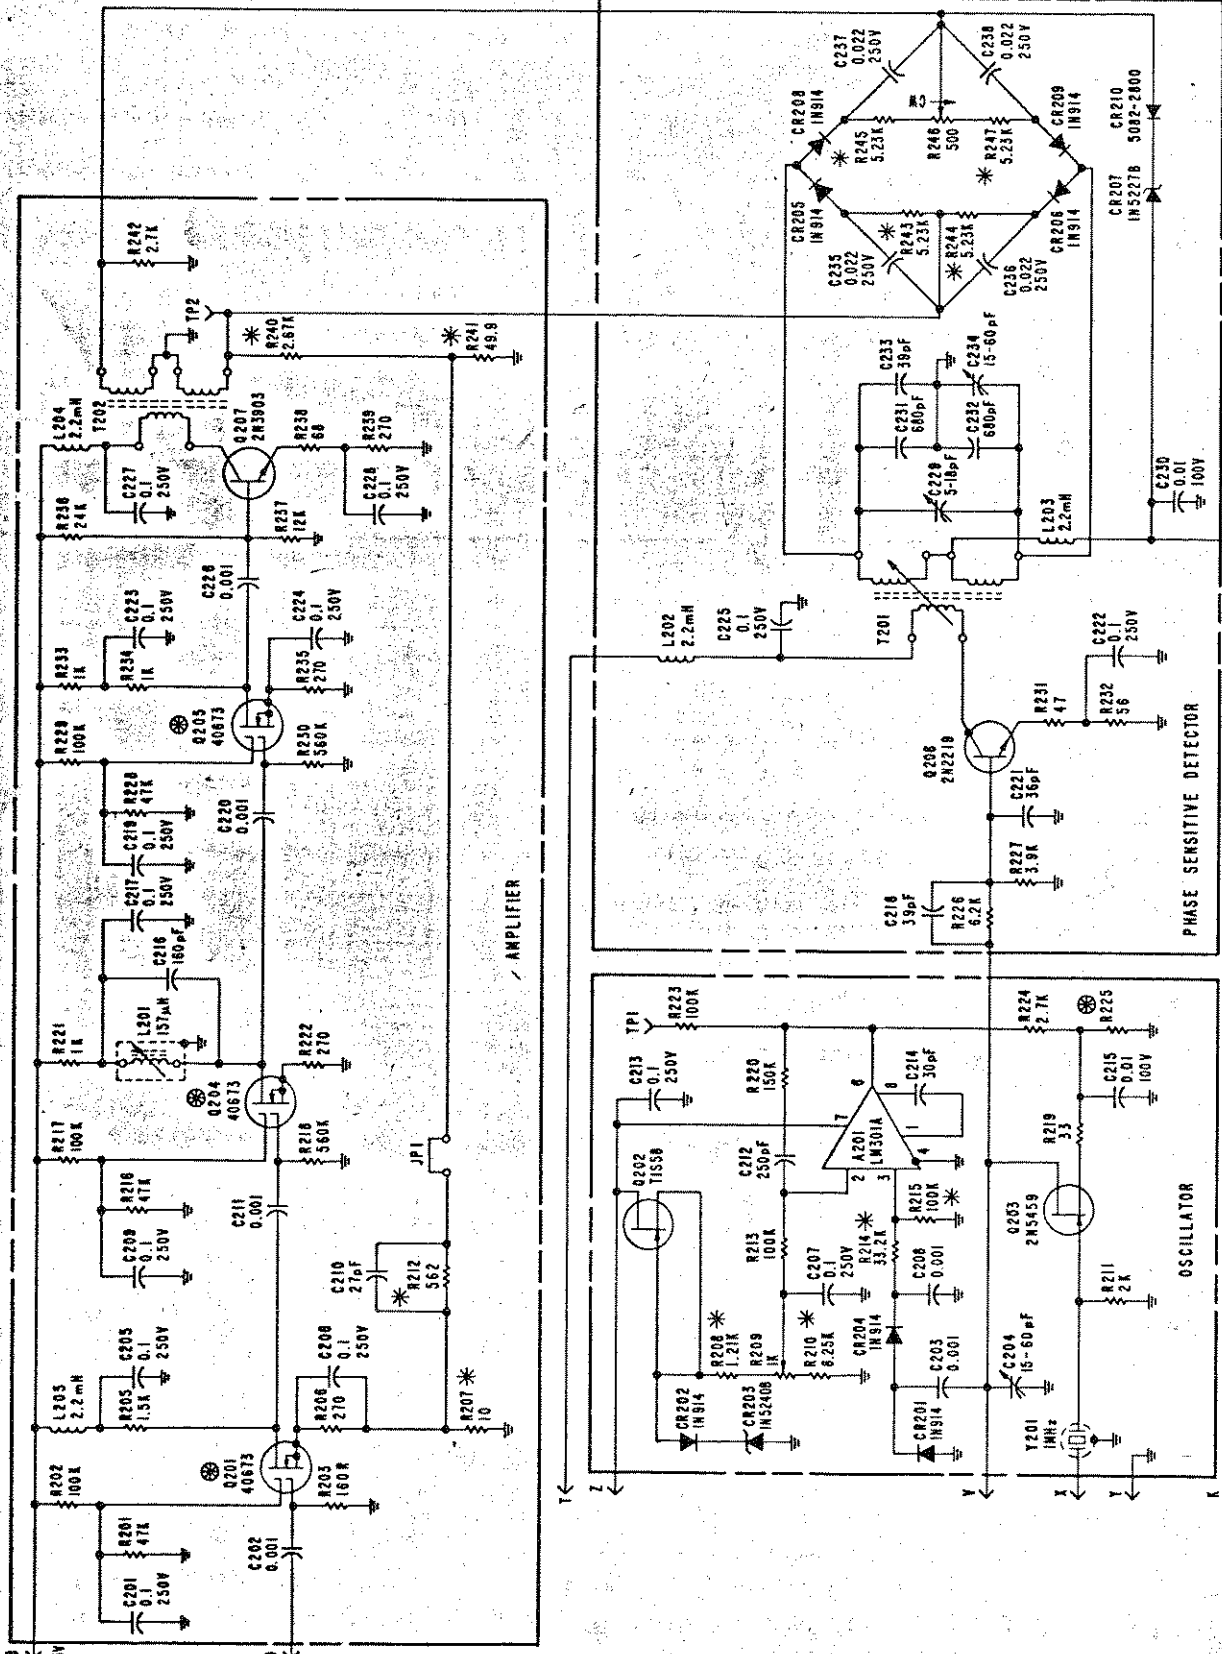 R242
2.7K
TP2
*
R240
2.67K
*
R241
49.9
L204
2.2mH
T202
C227
0.1
250V
Q207
2N3903
R238
68
R239
270
C228
0.1
250V
R236
24K
R237
12K
C226
0.001
C223
0.1
250V
R233
1K
R234
1K
C224
0.1
250V
R235
270
Q205
40673
R229
100K
R230
560K
R228
47K
C219
0.1
250V
C220
0.001
C217
0.1
250V
C216
160pF
L201
157µH
R221
1K
R222
270
Q204
40673
R217
100K
R218
560K
R216
47K
C209
0.1
250V
C211
0.001
JP1
C210
27pF
*
R212
562
C205
0.1
250V
L205
2.2mH
R205
1.5K
C206
0.1
250V
R206
270
R207
10
*
Q201
40673
R202
100K
R203
160K
R201
47K
C202
0.001
C201
0.1
250V
AMPLIFIER
C237
0.022
250V
C238
0.022
250V
CR208
1N914
CR209
1N914
*
R245
5.23K
R246
500
CW
*
R247
5.23K
CR210
5082-2800
CR207
1N5227B
CR205
1N914
CR206
1N914
C235
0.022
250V
*
R243
5.23K
*
R244
5.23K
C236
0.022
250V
C233
39pF
C234
15-60pF
C231
680pF
C232
680pF
C229
5-18pF
L203
2.2mH
C230
0.01
100V
T201
L202
2.2mH
C225
0.1
250V
C222
0.1
250V
R231
47
R232
56
Q206
2N2219
C221
36pF
R227
3.9K
C218
39pF
R226
6.2K
PHASE SENSITIVE DETECTOR
TP1
R223
100K
R224
2.7K
R225
C213
0.1
250V
R220
150K
C214
30pF
C215
0.01
100V
R219
33
A201
LM301A
2
3
7
6
8
1
4
Q202
TIS58
C212
250pF
R213
100K
R215
100K
*
R214
33.2K
*
C207
0.1
250V
C208
0.001
Q203
2N5459
R211
2K
R208
1.21K
*
R209
1K
R210
8.25K
*
CR204
1N914
CR202
1N914
CR203
1N5240B
CR201
1N914
C203
0.001
C204
15-60pF
Y201
1MHz
OSCILLATOR
T
Z
X
Y
K